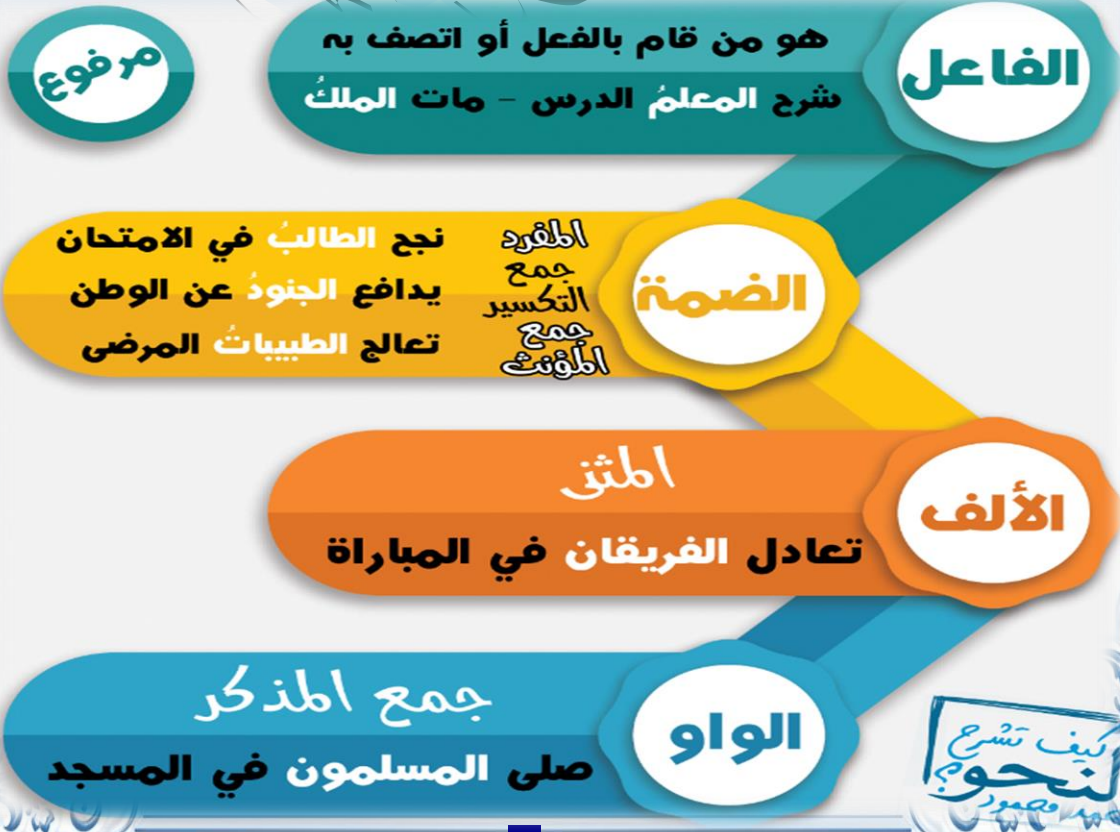 الفاعل
هو من قام بالفعل أو اتصف به
شرح المعلمُ الدرس – مات الملكُ
مرفوع
الضمة
المفرد
نجح الطالبُ في الامتحان
جمع
التكسير
يدافع الجنودُ عن الوطن
جمع
المؤنث
تعالج الطبيباتُ المرضى
الألف
المثنى
تعادل الفريقان في المباراة
الواو
جمع المذكر
صلى المسلمون في المسجد
كيف تشرح
لنحو؟
محمود